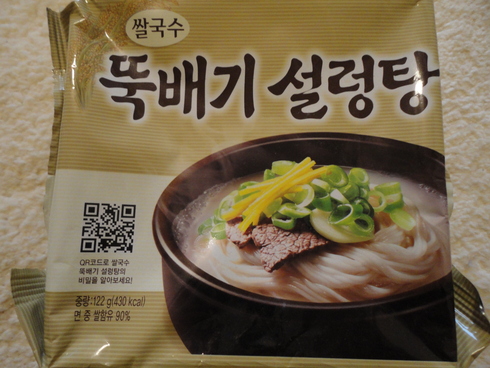 쌀국수
뚝배기 설렁탕
QR코드로 쌀국수
뚝배기 설렁탕의
비밀을 알아보세요!
중량:122 g(430 kcal)
면 중 쌀함유 90%